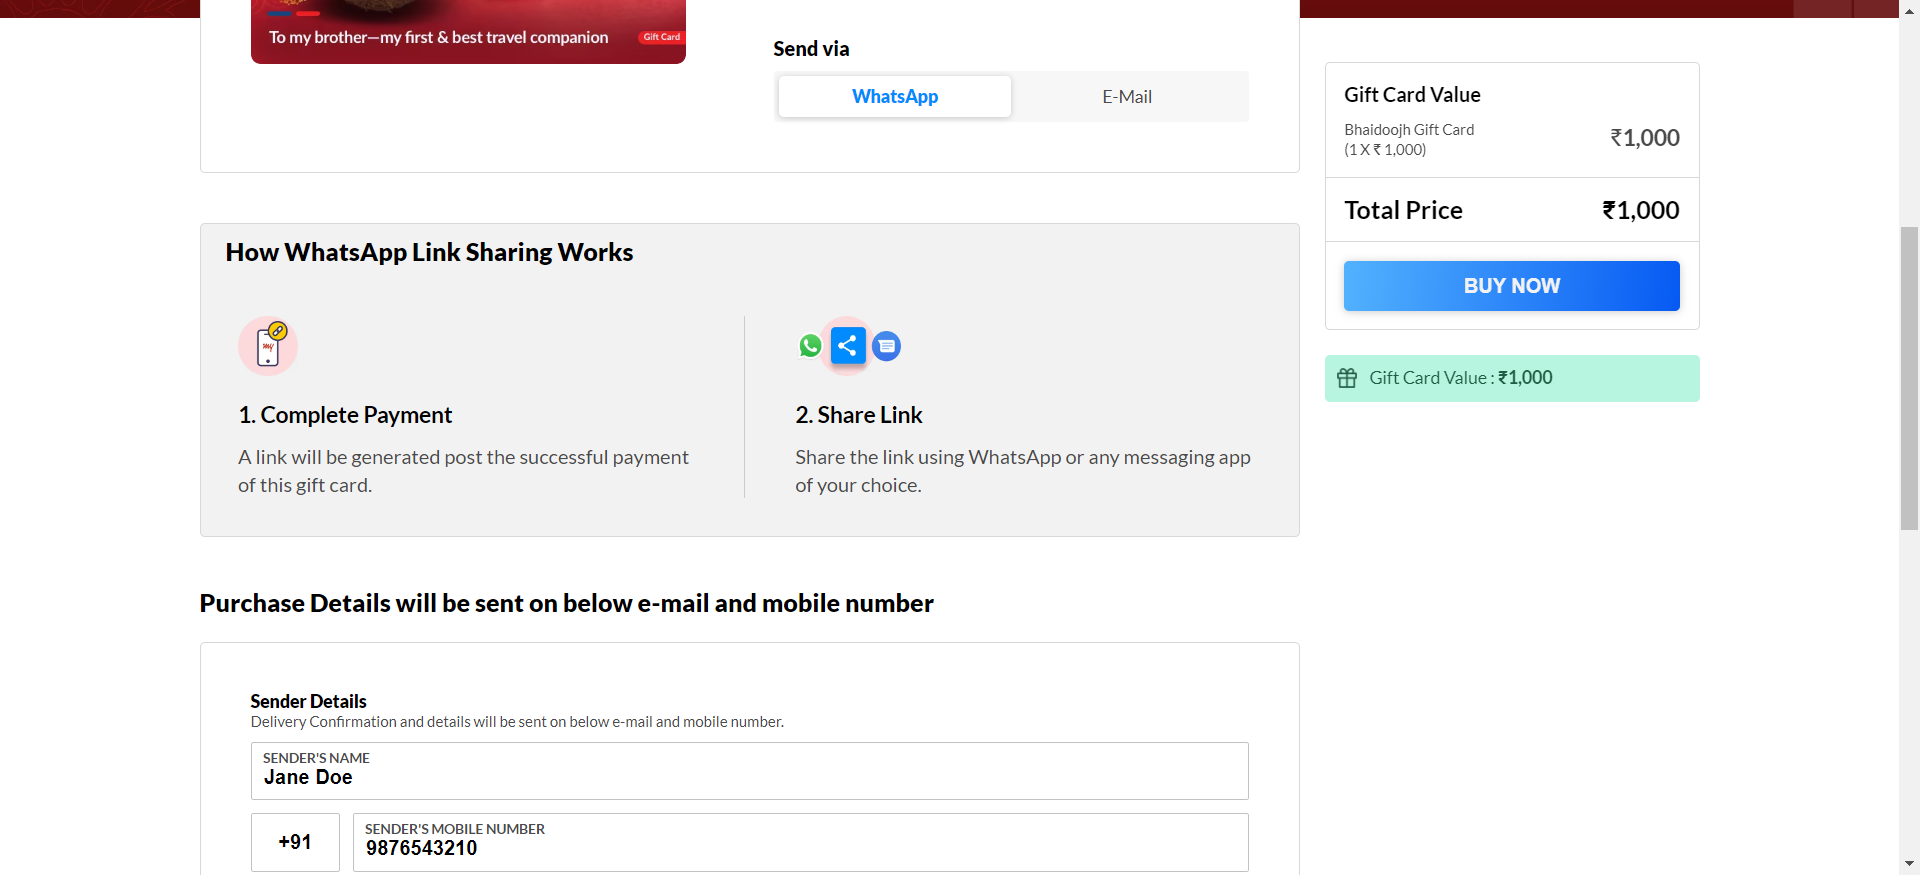 To my brother—my first & best travel companion
Gift Card
Send via
WhatsApp
E-Mail
How WhatsApp Link Sharing Works
my
1. Complete Payment
A link will be generated post the successful payment
of this gift card.
2. Share Link
Share the link using WhatsApp or any messaging app
of your choice.
Purchase Details will be sent on below e-mail and mobile number
Sender Details
Delivery Confirmation and details will be sent on below e-mail and mobile number.
SENDER'S NAME
Jane Doe
+91
SENDER'S MOBILE NUMBER
9876543210
Gift Card Value
Bhaidoojh Gift Card
(1 X ₹ 1,000)
₹1,000
Total Price
₹1,000
BUY NOW
Gift Card Value : ₹1,000